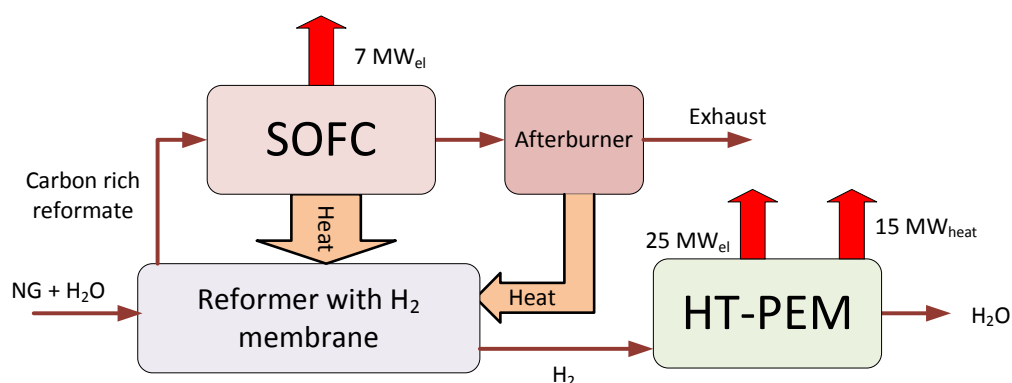 7 MWel
SOFC
Afterburner
Exhaust
Carbon rich
reformate
Heat
25 MWel
15 MWheat
NG + H2O
Reformer with H2
membrane
Heat
HT-PEM
H2O
H2